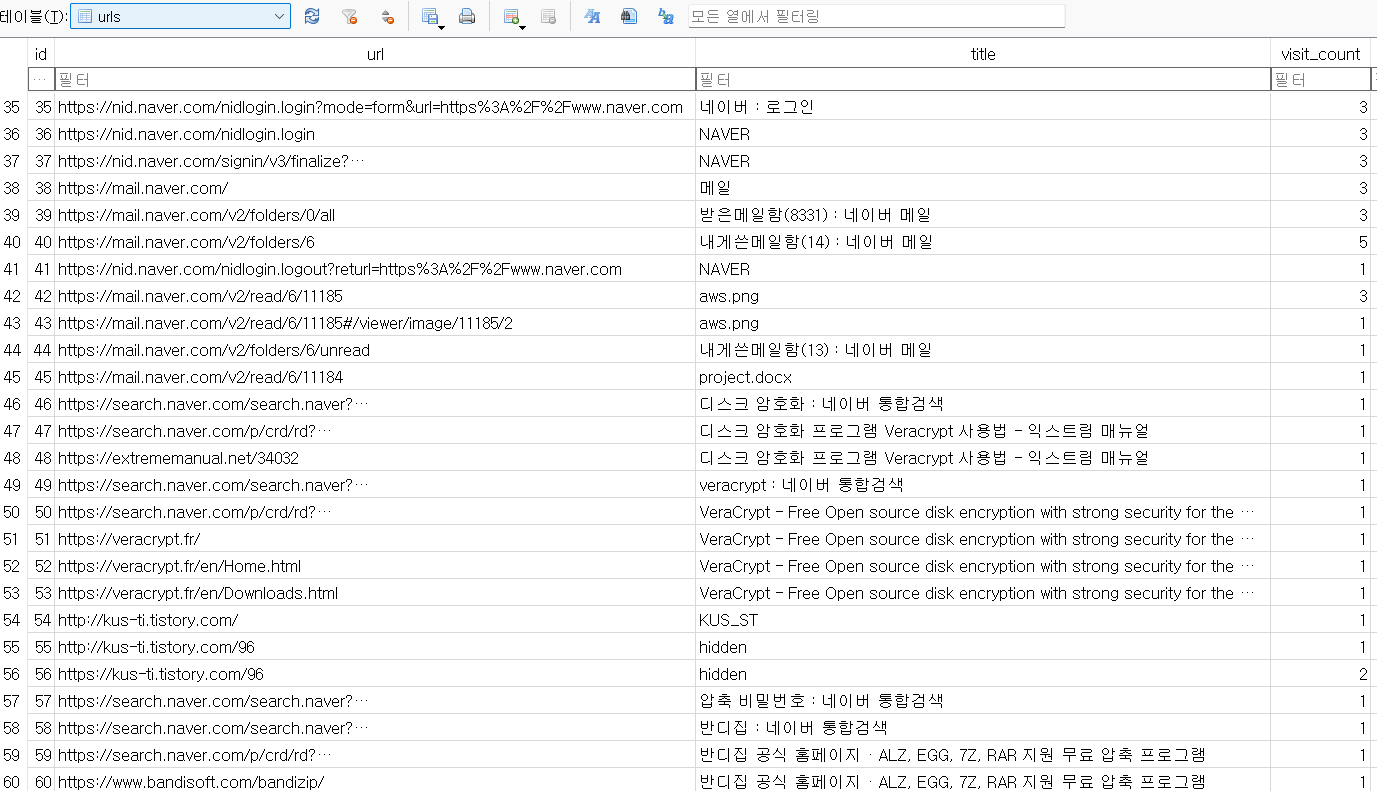 테이블(T): urls 모든 열에서 필터링
id url title visit_count
… 필터 필터 필터
35 35 https://nid.naver.com/nidlogin.login?mode=form&url=https%3A%2F%2Fwww.naver.com 네이버 : 로그인 3
36 36 https://nid.naver.com/nidlogin.login NAVER 3
37 37 https://nid.naver.com/signin/v3/finalize?… NAVER 3
38 38 https://mail.naver.com/ 메일 3
39 39 https://mail.naver.com/v2/folders/0/all 받은메일함(8331) : 네이버 메일 3
40 40 https://mail.naver.com/v2/folders/6 내게쓴메일함(14) : 네이버 메일 5
41 41 https://nid.naver.com/nidlogin.logout?returl=https%3A%2F%2Fwww.naver.com NAVER 1
42 42 https://mail.naver.com/v2/read/6/11185 aws.png 3
43 43 https://mail.naver.com/v2/read/6/11185#/viewer/image/11185/2 aws.png 1
44 44 https://mail.naver.com/v2/folders/6/unread 내게쓴메일함(13) : 네이버 메일 1
45 45 https://mail.naver.com/v2/read/6/11184 project.docx 1
46 46 https://search.naver.com/search.naver?… 디스크 암호화 : 네이버 통합검색 1
47 47 https://search.naver.com/p/crd/rd?… 디스크 암호화 프로그램 Veracrypt 사용법 - 익스트림 매뉴얼 1
48 48 https://extrememanual.net/34032 디스크 암호화 프로그램 Veracrypt 사용법 - 익스트림 매뉴얼 1
49 49 https://search.naver.com/search.naver?… veracrypt : 네이버 통합검색 1
50 50 https://search.naver.com/p/crd/rd?… VeraCrypt - Free Open source disk encryption with strong security for the … 1
51 51 https://veracrypt.fr/ VeraCrypt - Free Open source disk encryption with strong security for the … 1
52 52 https://veracrypt.fr/en/Home.html VeraCrypt - Free Open source disk encryption with strong security for the … 1
53 53 https://veracrypt.fr/en/Downloads.html VeraCrypt - Free Open source disk encryption with strong security for the … 1
54 54 http://kus-ti.tistory.com/ KUS_ST 1
55 55 http://kus-ti.tistory.com/96 hidden 1
56 56 https://kus-ti.tistory.com/96 hidden 2
57 57 https://search.naver.com/search.naver?… 압축 비밀번호 : 네이버 통합검색 1
58 58 https://search.naver.com/search.naver?… 반디집 : 네이버 통합검색 1
59 59 https://search.naver.com/p/crd/rd?… 반디집 공식 홈페이지 · ALZ, EGG, 7Z, RAR 지원 무료 압축 프로그램 1
60 60 https://www.bandisoft.com/bandizip/ 반디집 공식 홈페이지 · ALZ, EGG, 7Z, RAR 지원 무료 압축 프로그램 1